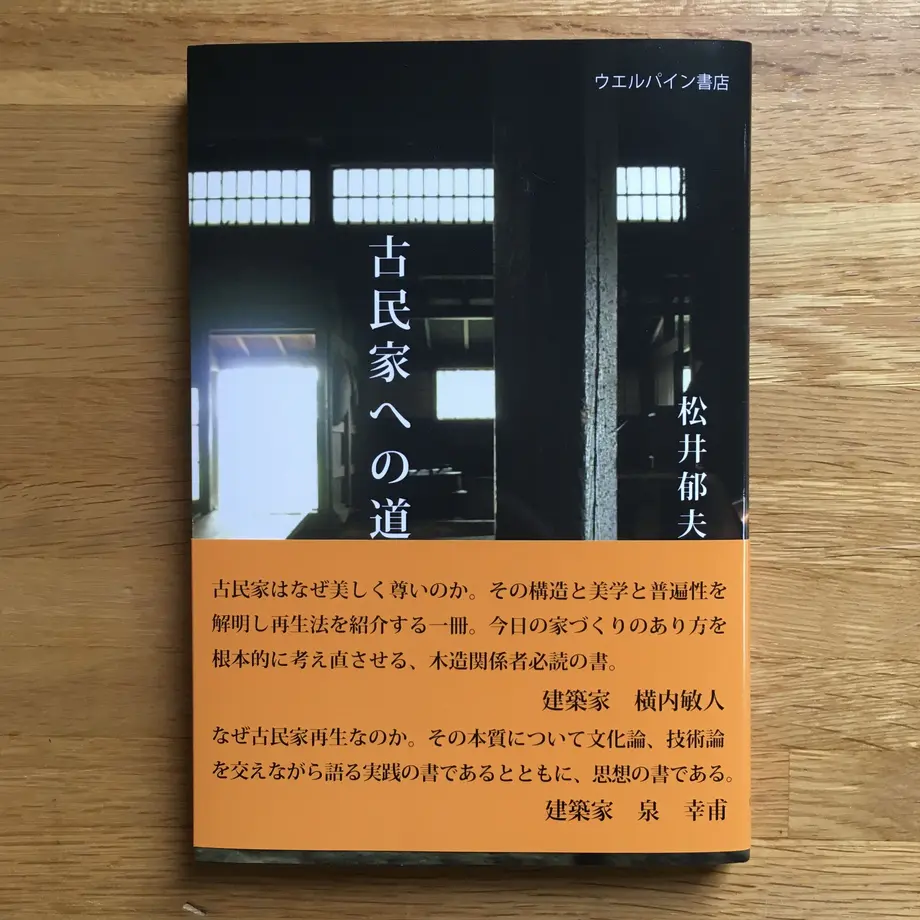 ウエルパイン書店
古民家への道
松井郁夫
古民家はなぜ美しく尊いのか。その構造と美学と普遍性を
解明し再生法を紹介する一冊。今日の家づくりのあり方を
根本的に考え直させる、木造関係者必読の書。
建築家　横内敏人
なぜ古民家再生なのか。その本質について文化論、技術論
を交えながら語る実践の書であるとともに、思想の書である。
建築家　泉　幸甫